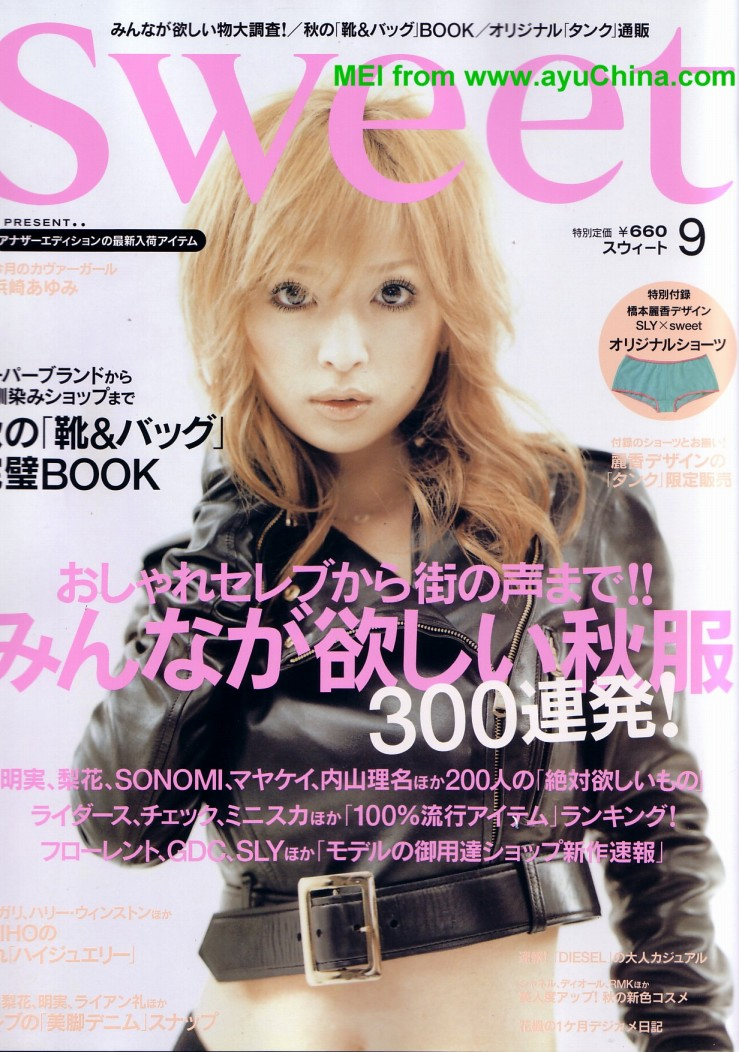 みんなが欲しい物大調査!／秋の「靴&バッグ」BOOK／オリジナル「タンク」通販
MEI from www.ayuChina.com
Sweet
PRESENT..
アナザーエディションの最新入荷アイテム
特別定価 ¥660
スウィート 9
今月のカヴァーガール
浜崎あゆみ
特別付録
橋本麗香デザイン
SLY×sweet
オリジナルショーツ
ーパーブランドから
馴染みショップまで
の「靴&バッグ」
璧BOOK
付録のショーツとお揃い!
麗香デザインの
「タンク」限定販売
おしゃれセレブから街の声まで!!
みんなが欲しい秋服
300連発!
明実、梨花、SONOMI、マヤケイ、内山理名ほか200人の「絶対欲しいもの」
ライダース、チェック、ミニスカほか「100%流行アイテム」ランキング!
フローレント、GDC、SLYほか「モデルの御用達ショップ新作速報」
ガリ、ハリー・ウィンストンほか
IHOの
「ハイジュエリー」
「DIESEL」の大人カジュアル
ディオール、RMKほか
アップ! 秋の新色コスメ
梨花、明実、ライアン礼ほか
ブの「美脚デニム」スナップ
の1ヶ月デジカメ日記